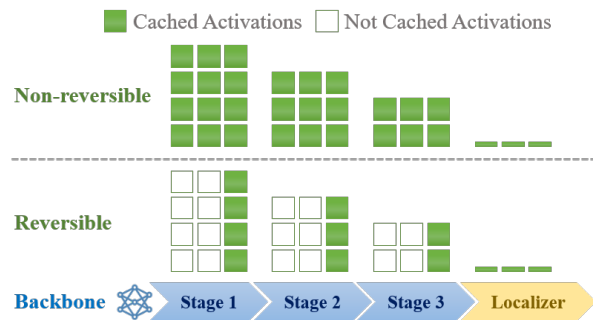 Cached Activations Not Cached Activations
Non-reversible
Reversible
Backbone Stage 1 Stage 2 Stage 3 Localizer